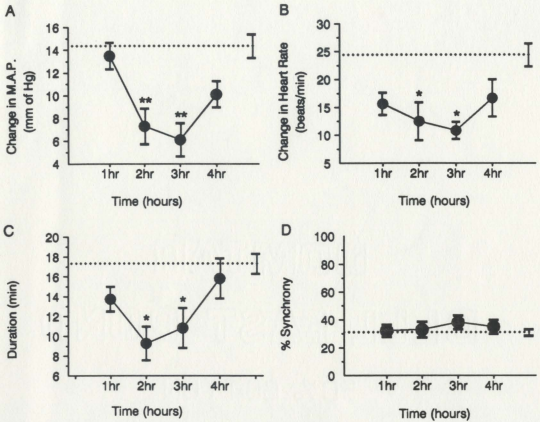 A
Change in M.A.P.
(mm of Hg)
16
14
12
10
8
6
4
**
**
1hr 2hr 3hr 4hr
Time (hours)
B
Change in Heart Rate
(beats/min)
30
25
20
15
10
5
*
*
1hr 2hr 3hr 4hr
Time (hours)
C
Duration (min)
20
18
16
14
12
10
8
6
*
*
1hr 2hr 3hr 4hr
Time (hours)
D
% Synchrony
100
80
60
40
20
0
1hr 2hr 3hr 4hr
Time (hours)